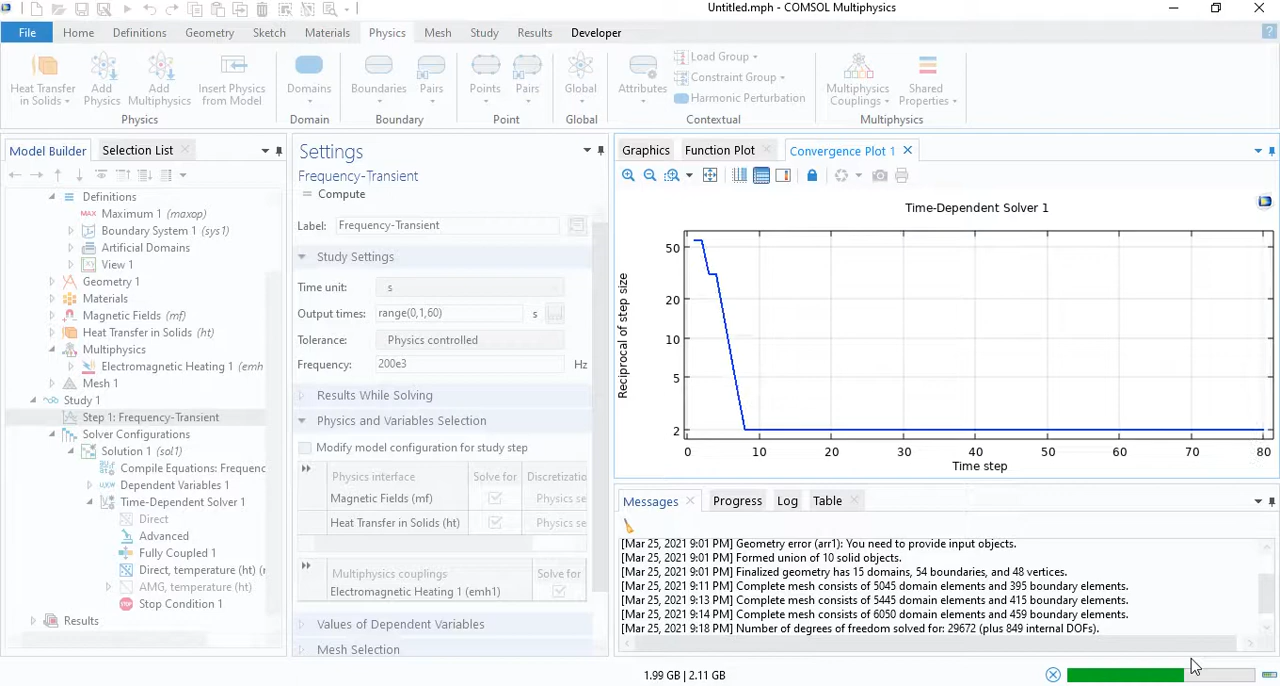 Untitled.mph - COMSOL Multiphysics
File Home Definitions Geometry Sketch Materials Physics Mesh Study Results Developer
Heat Transfer in Solids
Add Physics
Add Multiphysics
Insert Physics from Model
Domains
Boundaries
Pairs
Points
Pairs
Global
Attributes
Load Group
Constraint Group
Harmonic Perturbation
Multiphysics Couplings
Shared Properties
Physics Domain Boundary Point Global Contextual Multiphysics
Model Builder Selection List
Definitions
MAX Maximum 1 (maxop)
Boundary System 1 (sys1)
Artificial Domains
View 1
Geometry 1
Materials
Magnetic Fields (mf)
Heat Transfer in Solids (ht)
Multiphysics
Electromagnetic Heating 1 (emh
Mesh 1
Study 1
Step 1: Frequency-Transient
Solver Configurations
Solution 1 (sol1)
Compile Equations: Frequenc
Dependent Variables 1
Time-Dependent Solver 1
Direct
Advanced
Fully Coupled 1
Direct, temperature (ht) (r
AMG, temperature (ht)
STOP Stop Condition 1
Results
Settings
Frequency-Transient
= Compute
Label: Frequency-Transient
Study Settings
Time unit: s
Output times: range(0,1,60) s
Tolerance: Physics controlled
Frequency: 200e3 Hz
Results While Solving
Physics and Variables Selection
Modify model configuration for study step
Physics interface Solve for Discretizatio
Magnetic Fields (mf) Physics se
Heat Transfer in Solids (ht) Physics se
Multiphysics couplings Solve for
Electromagnetic Heating 1 (emh1)
Values of Dependent Variables
Mesh Selection
Graphics Function Plot Convergence Plot 1
Time-Dependent Solver 1
Reciprocal of step size
50
20
10
5
2
0 10 20 30 40 50 60 70 80
Time step
Messages Progress Log Table
[Mar 25, 2021 9:01 PM] Geometry error (arr1): You need to provide input objects.
[Mar 25, 2021 9:01 PM] Formed union of 10 solid objects.
[Mar 25, 2021 9:01 PM] Finalized geometry has 15 domains, 54 boundaries, and 48 vertices.
[Mar 25, 2021 9:11 PM] Complete mesh consists of 5045 domain elements and 395 boundary elements.
[Mar 25, 2021 9:13 PM] Complete mesh consists of 5445 domain elements and 415 boundary elements.
[Mar 25, 2021 9:14 PM] Complete mesh consists of 6050 domain elements and 459 boundary elements.
[Mar 25, 2021 9:18 PM] Number of degrees of freedom solved for: 29672 (plus 849 internal DOFs).
1.99 GB | 2.11 GB